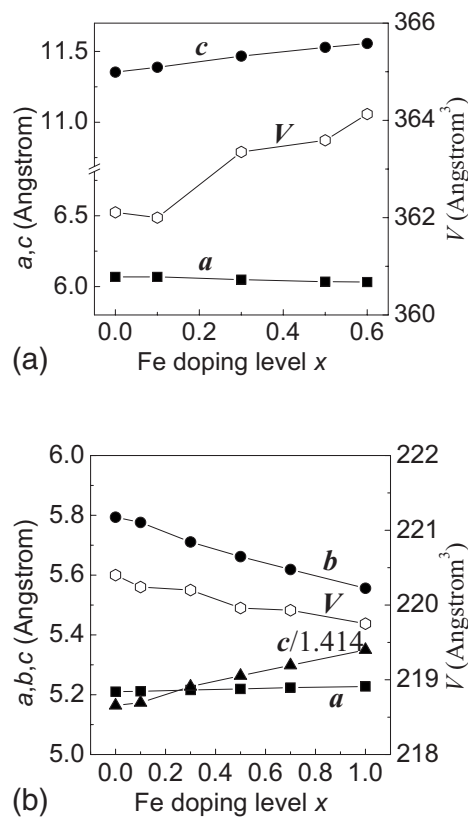 366
11.5
c
11.0
V
364
a,c (Angstrom)
V (Angstrom³)
6.5
362
a
6.0
360
0.0 0.2 0.4 0.6
(a)
Fe doping level x
6.0
222
5.8
b
221
a,b,c (Angstrom)
V (Angstrom³)
5.6
V
220
5.4
c/1.414
5.2
219
a
5.0
218
0.0 0.2 0.4 0.6 0.8 1.0
(b)
Fe doping level x